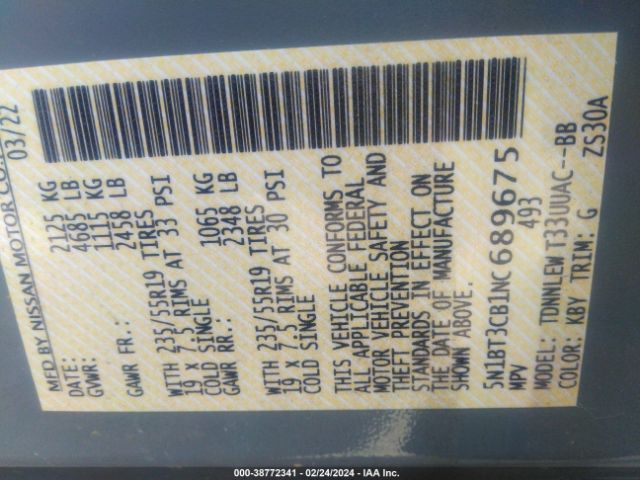 MFD BY NISSAN MOTOR CO.
DATE: 03/22
GVWR: 2125 KG
4685 LB
GAWR FR.: 1115 KG
2458 LB
WITH 235/55R19 TIRES
19 x 7.5 RIMS AT 33 PSI
COLD SINGLE
GAWR RR.: 1065 KG
2348 LB
WITH 235/55R19 TIRES
19 x 7.5 RIMS AT 30 PSI
COLD SINGLE
THIS VEHICLE CONFORMS TO
ALL APPLICABLE FEDERAL
MOTOR VEHICLE SAFETY AND
THEFT PREVENTION
STANDARDS IN EFFECT ON
THE DATE OF MANUFACTURE
SHOWN ABOVE.
5N1BT3CB1NC689675
MPV 493
MODEL: TDNNLEW T33UUAC--BB
COLOR: KBY TRIM: G ZS30A
000-38772341 - 02/24/2024 - IAA Inc.